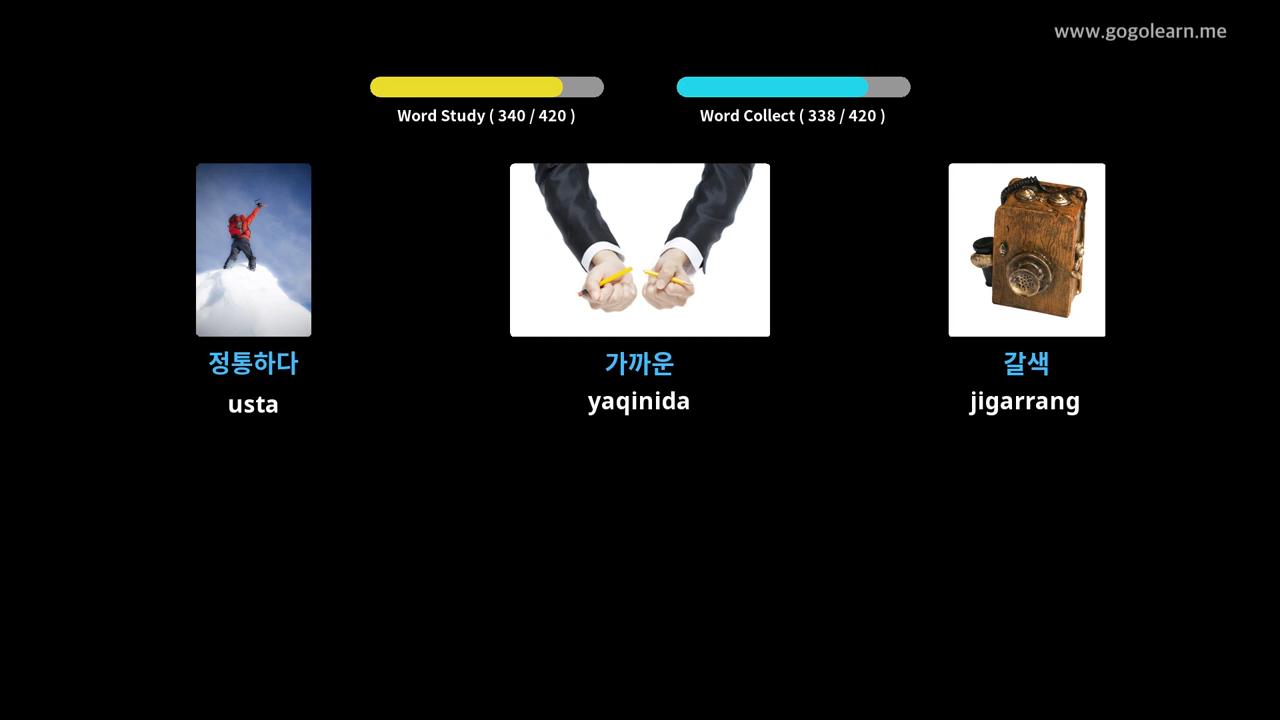 www.gogolearn.me
Word Study ( 340 / 420 )
Word Collect ( 338 / 420 )
정통하다
가까운
갈색
usta
yaqinida
jigarrang